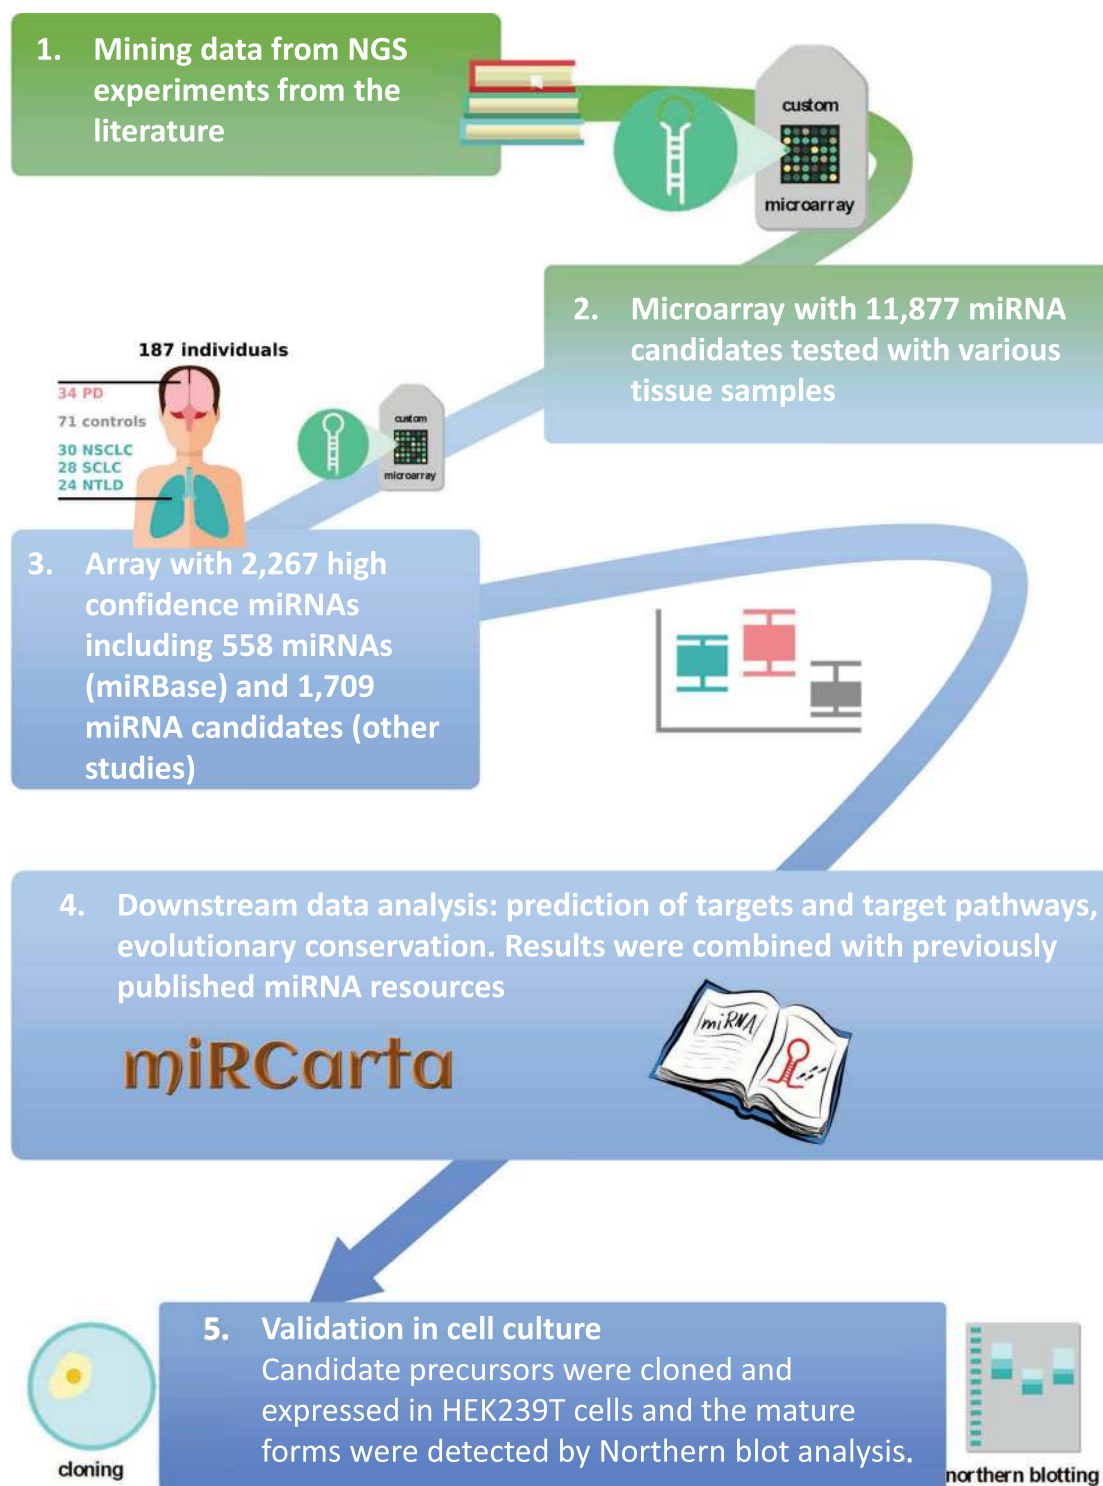 1. Mining data from NGS
experiments from the
literature
custom
microarray
2. Microarray with 11,877 miRNA
candidates tested with various
tissue samples
187 individuals
34 PD
71 controls
30 NSCLC
28 SCLC
24 NTLD
custom
microarray
3. Array with 2,267 high
confidence miRNAs
including 558 miRNAs
(miRBase) and 1,709
miRNA candidates (other
studies)
4. Downstream data analysis: prediction of targets and target pathways,
evolutionary conservation. Results were combined with previously
published miRNA resources
miRCarta
miRNA
5. Validation in cell culture
Candidate precursors were cloned and
expressed in HEK239T cells and the mature
forms were detected by Northern blot analysis.
cloning
northern blotting